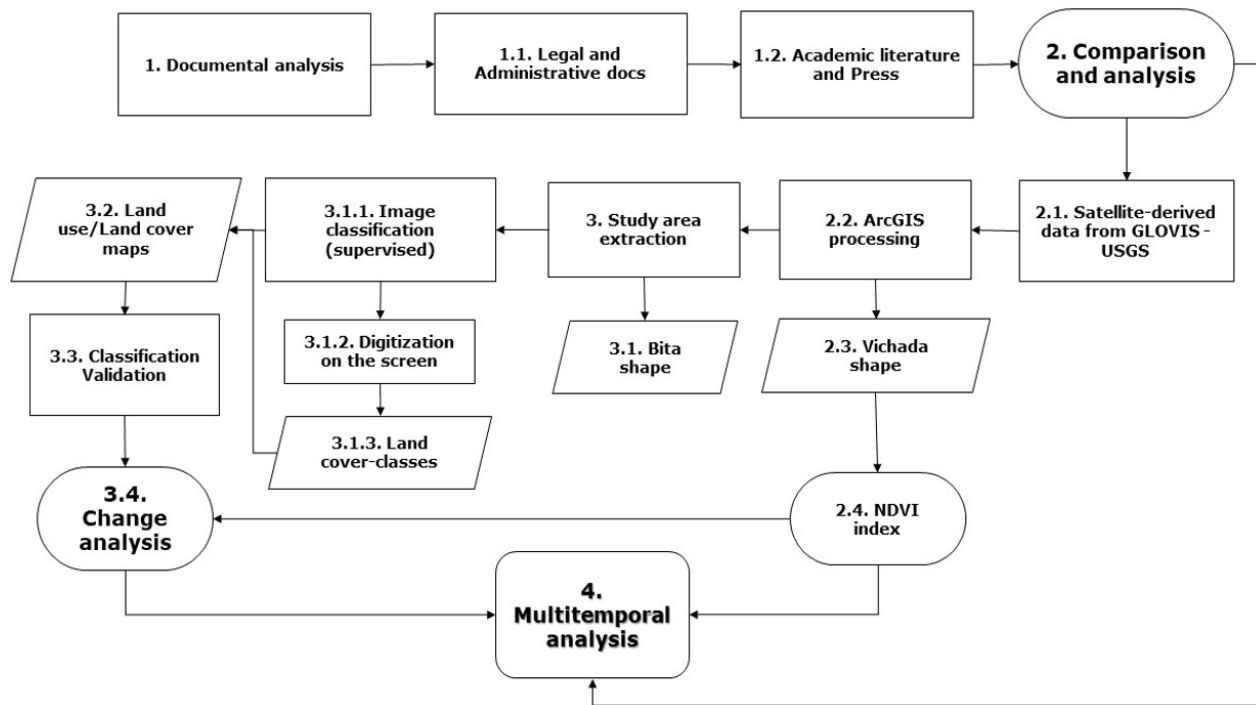 1. Documental analysis
1.1. Legal and
Administrative docs
1.2. Academic literature
and Press
2. Comparison
and analysis
3.2. Land
use/Land cover
maps
3.1.1. Image
classification
(supervised)
3. Study area
extraction
2.2. ArcGIS
processing
2.1. Satellite-derived
data from GLOVIS -
USGS
3.3. Classification
Validation
3.1.2. Digitization
on the screen
3.1. Bita
shape
2.3. Vichada
shape
3.1.3. Land
cover-classes
3.4.
Change
analysis
2.4. NDVI
index
4.
Multitemporal
analysis